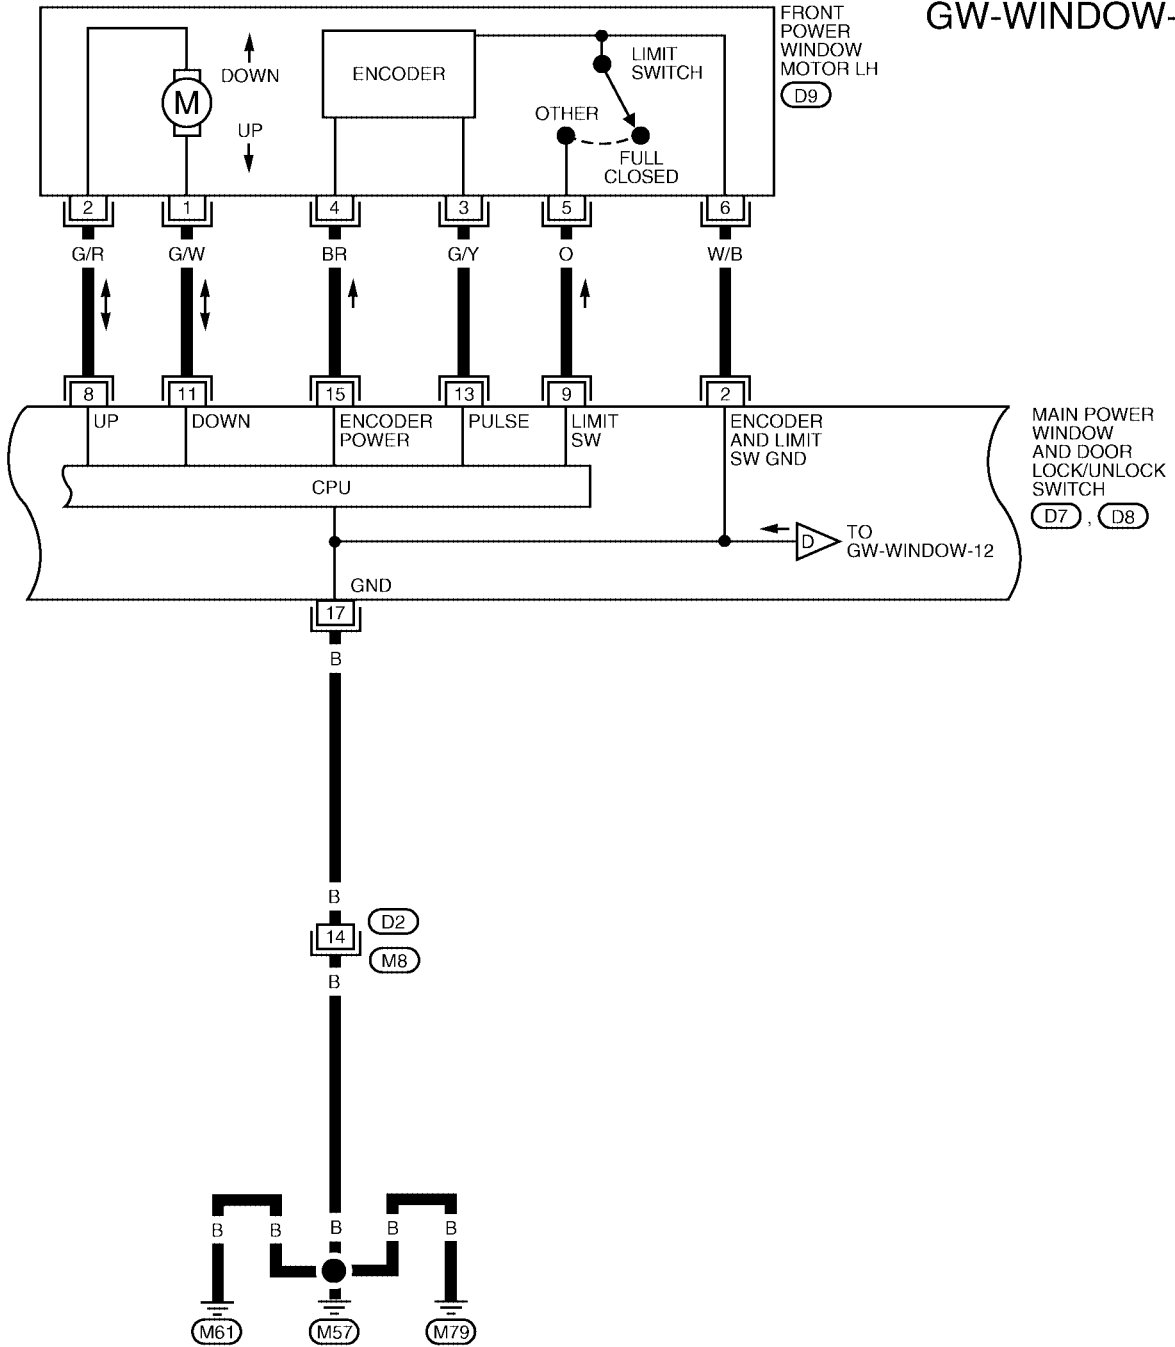 GW-WINDOW-
FRONT
POWER
WINDOW
MOTOR LH
D9
DOWN
M
UP
ENCODER
LIMIT
SWITCH
OTHER
FULL
CLOSED
2 1 4 3 5 6
G/R G/W BR G/Y O W/B
8 11 15 13 9 2
UP DOWN ENCODER
POWER PULSE LIMIT
SW ENCODER
AND LIMIT
SW GND
CPU
MAIN POWER
WINDOW
AND DOOR
LOCK/UNLOCK
SWITCH
D7 , D8
D TO
GW-WINDOW-12
GND
17
B
B
14
D2
M8
B
B B B B B
M61 M57 M79